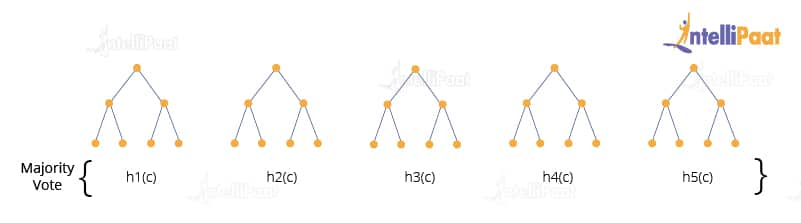 intelliPaat
Majority
Vote
{
h1(c)
h2(c)
h3(c)
h4(c)
h5(c)
}